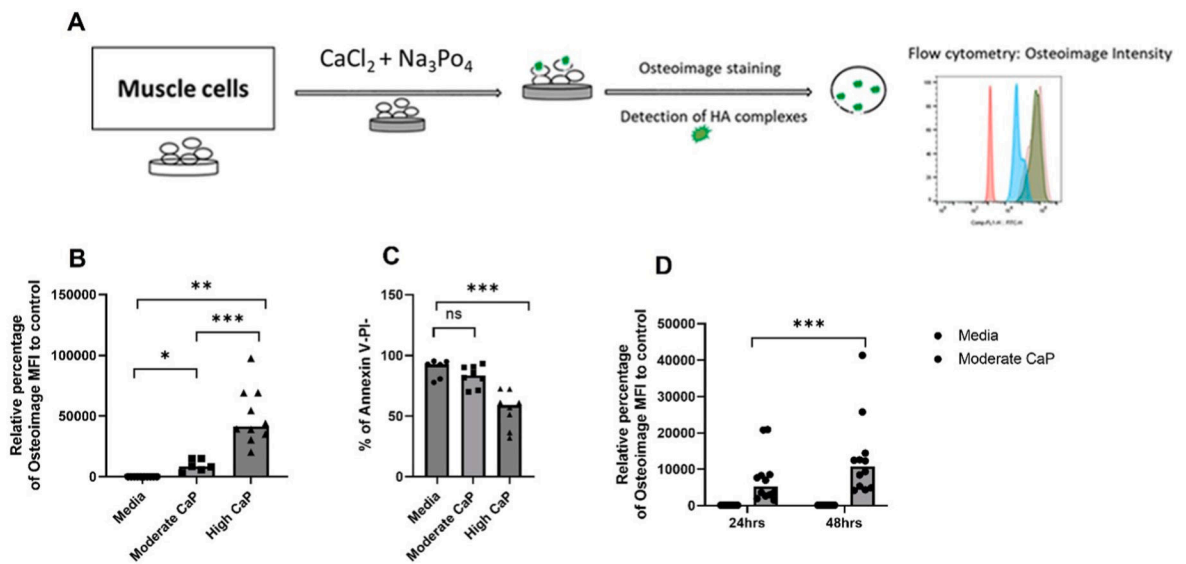 A
Muscle cells
CaCl2 + Na3Po4
Osteoimage staining
Detection of HA complexes
Flow cytometry: Osteoimage Intensity
B
Relative percentage
of Osteoimage MFI to control
150000
100000
50000
0
**
***
*
Media
Moderate CaP
High CaP
C
% of Annexin V-PI-
150
100
50
0
***
ns
Media
Moderate CaP
High CaP
D
Relative percentage
of Osteoimage MFI to control
50000
40000
30000
20000
10000
0
***
24hrs
48hrs
Media
Moderate CaP